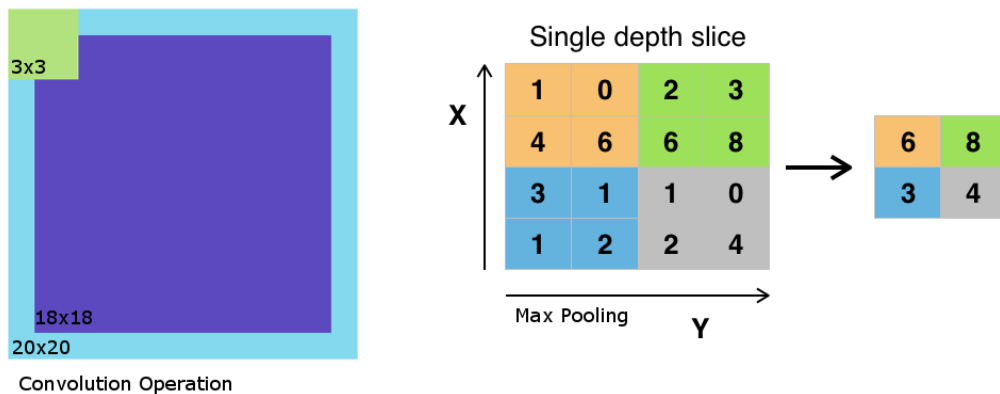 3x3
18x18
20x20
Convolution Operation
Single depth slice
X
1 0 2 3
4 6 6 8
3 1 1 0
1 2 2 4
Max Pooling
Y
6 8
3 4